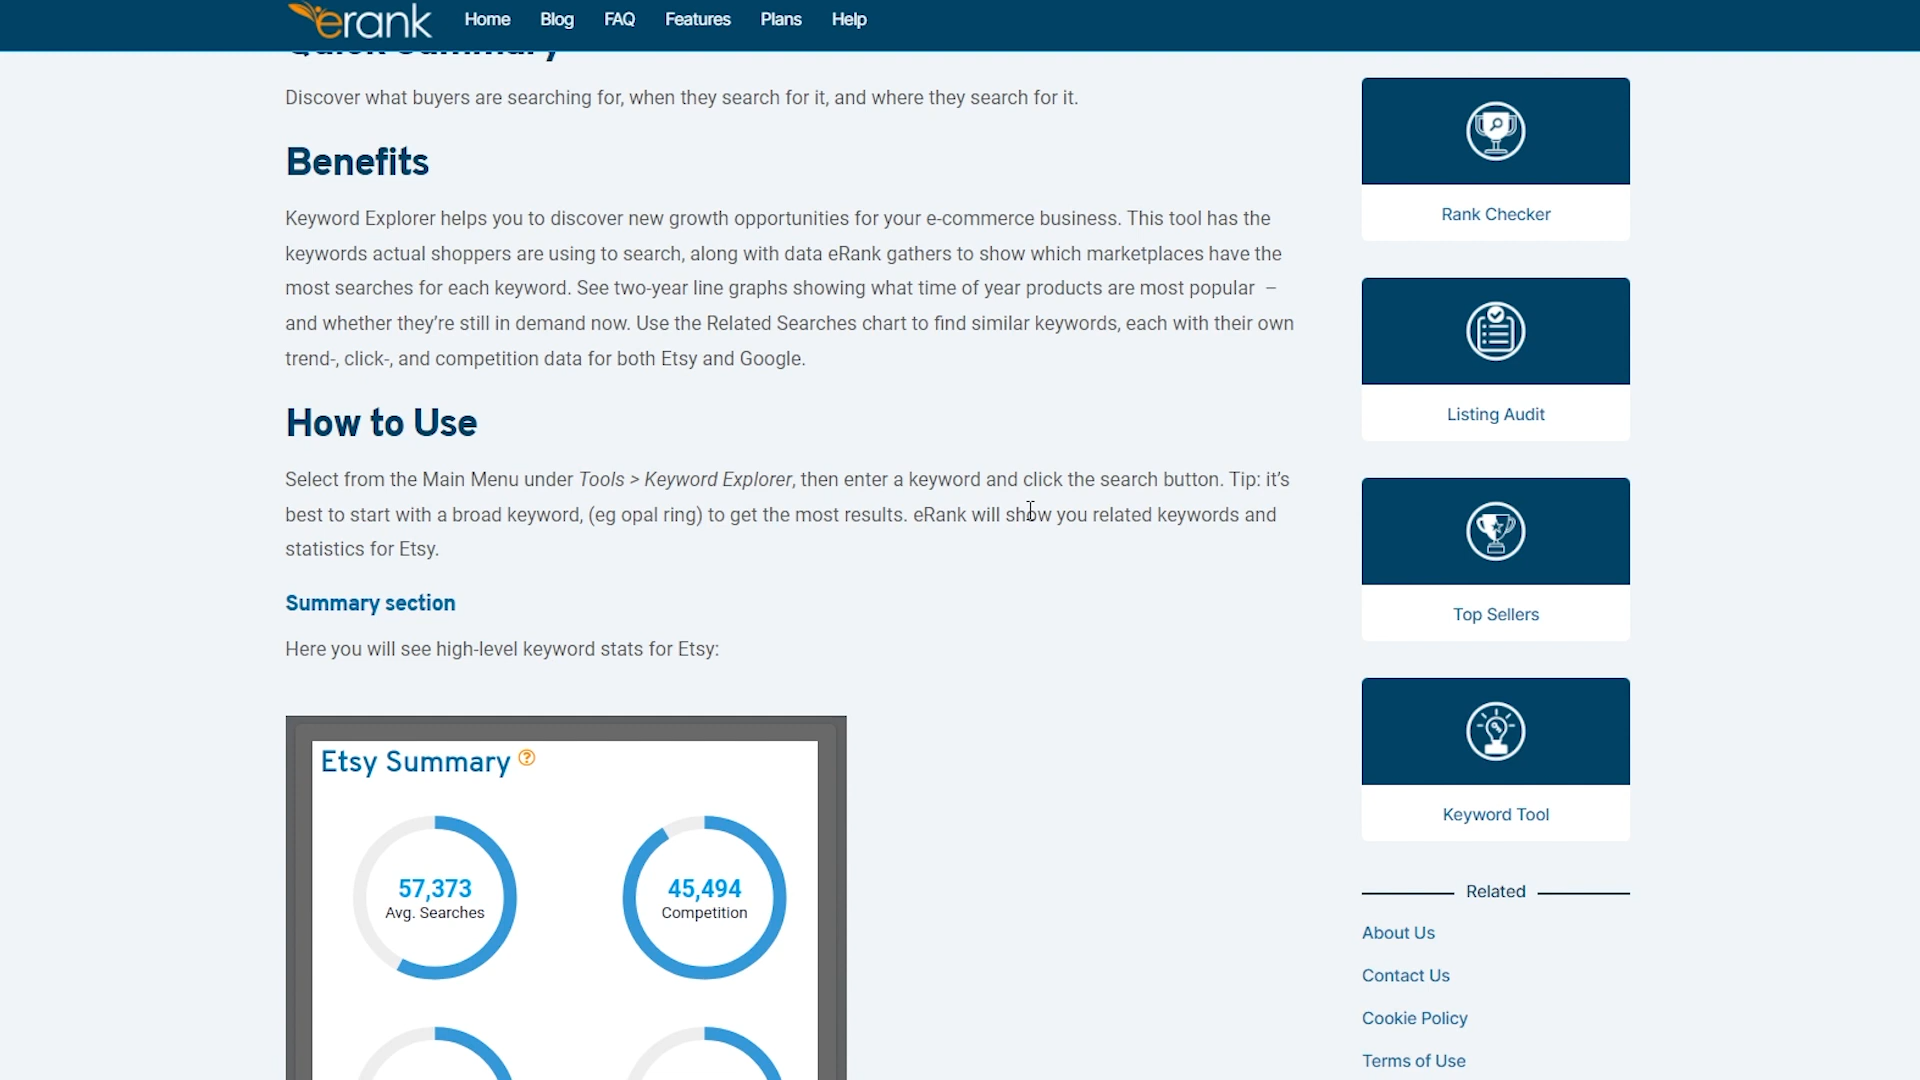 erank Home Blog FAQ Features Plans Help
Quick Summary
Discover what buyers are searching for, when they search for it, and where they search for it.
Benefits
Keyword Explorer helps you to discover new growth opportunities for your e-commerce business. This tool has the
keywords actual shoppers are using to search, along with data eRank gathers to show which marketplaces have the
most searches for each keyword. See two-year line graphs showing what time of year products are most popular –
and whether they’re still in demand now. Use the Related Searches chart to find similar keywords, each with their own
trend-, click-, and competition data for both Etsy and Google.
How to Use
Select from the Main Menu under Tools > Keyword Explorer, then enter a keyword and click the search button. Tip: it’s
best to start with a broad keyword, (eg opal ring) to get the most results. eRank will show you related keywords and
statistics for Etsy.
Summary section
Here you will see high-level keyword stats for Etsy:
Etsy Summary ?
57,373
Avg. Searches
45,494
Competition
Rank Checker
Listing Audit
Top Sellers
Keyword Tool
Related
About Us
Contact Us
Cookie Policy
Terms of Use